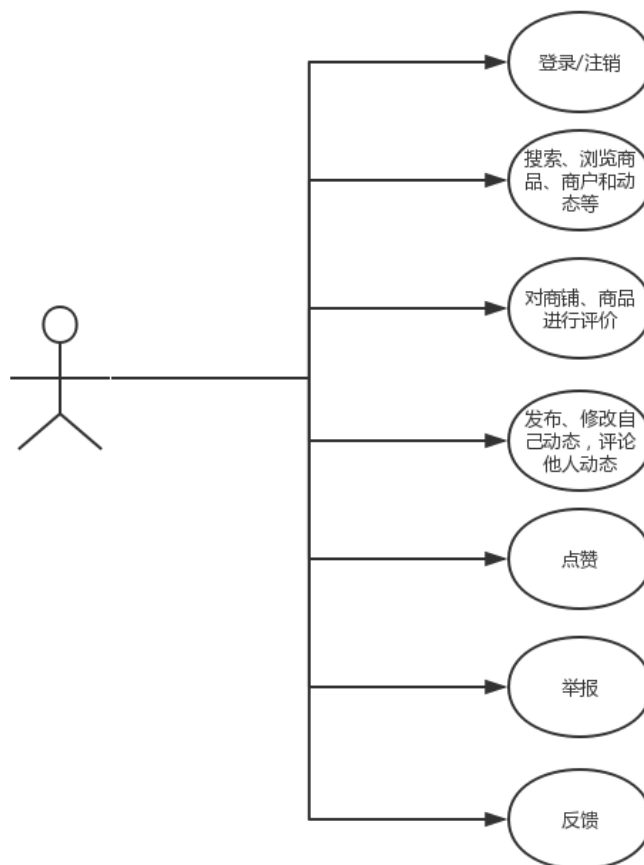 登录/注销
搜索、浏览商
品、商户和动
态等
对商铺、商品
进行评价
发布、修改自
己动态，评论
他人动态
点赞
举报
反馈